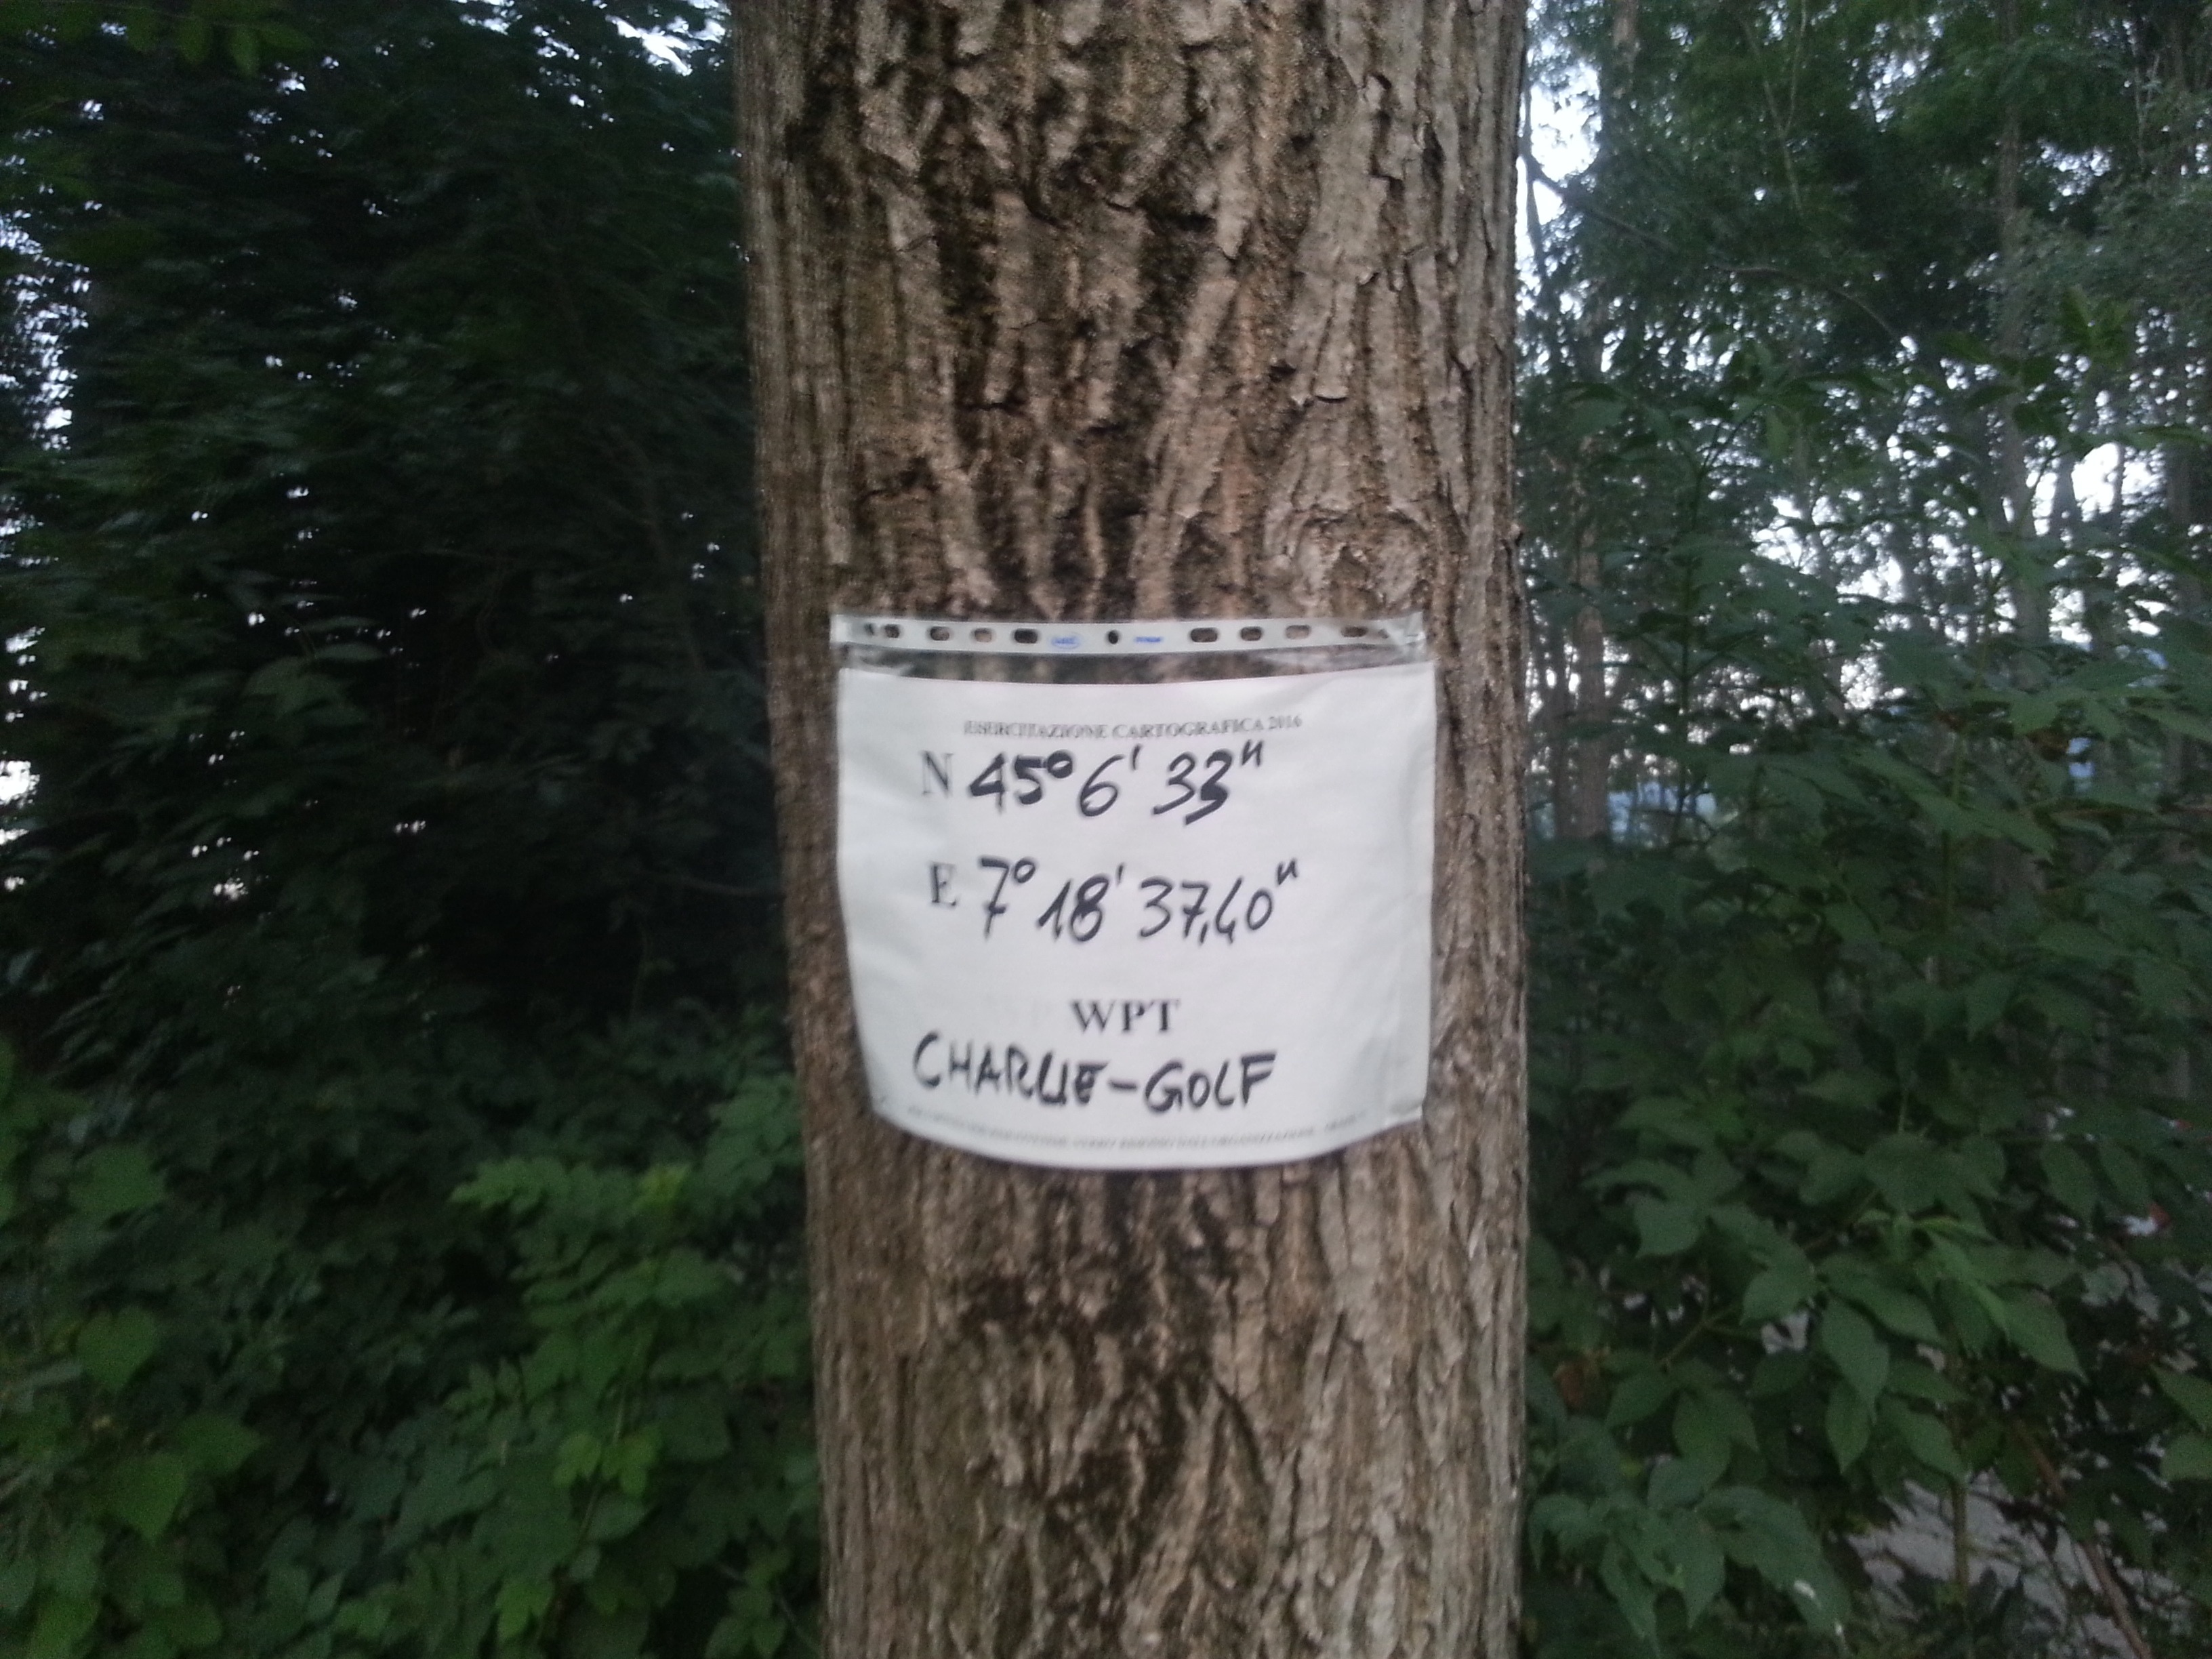 ESERCITAZIONE CARTOGRAFICA 2016
N 45° 6' 33"
E 7° 18' 37,40"
WPT
CHARLIE-GOLF